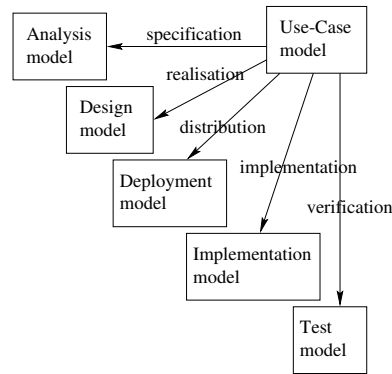 Analysis
model
specification
Use-Case
model
realisation
Design
model
distribution
Deployment
model
implementation
verification
Implementation
model
Test
model